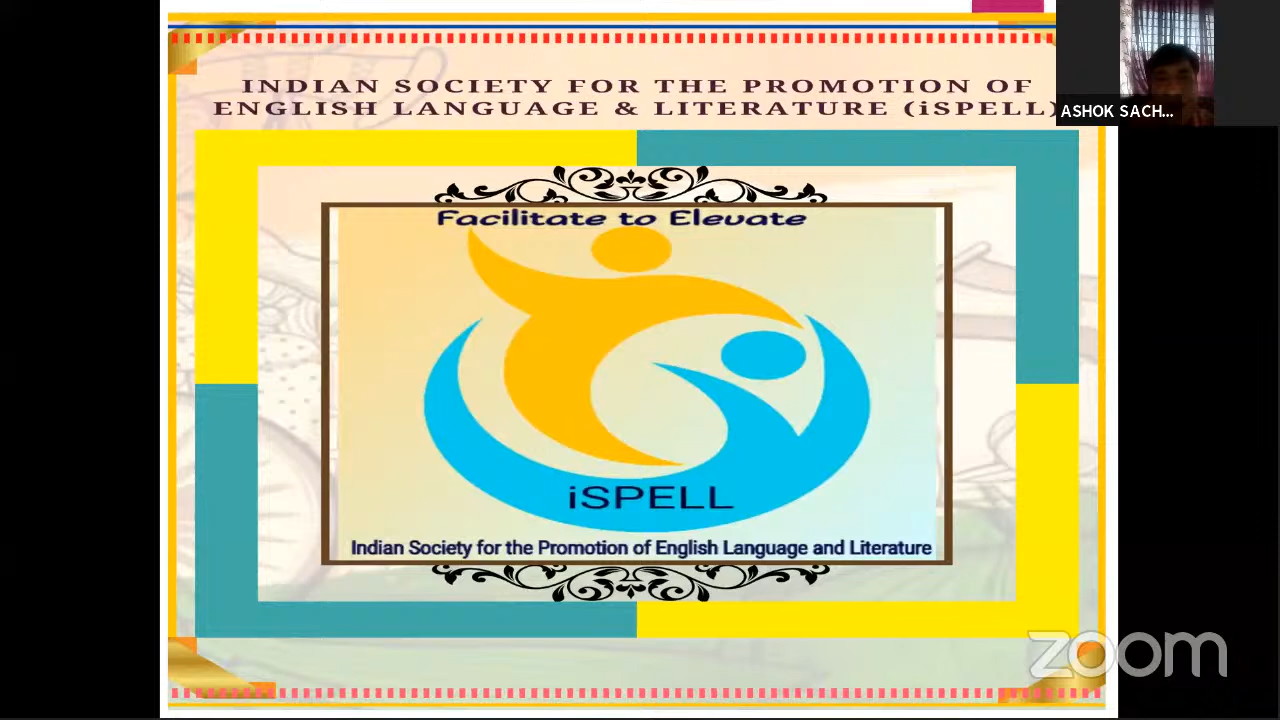 INDIAN SOCIETY FOR THE PROMOTION OF
ENGLISH LANGUAGE & LITERATURE (iSPELL)
ASHOK SACH...
Facilitate to Elevate
iSPELL
Indian Society for the Promotion of English Language and Literature
zoom